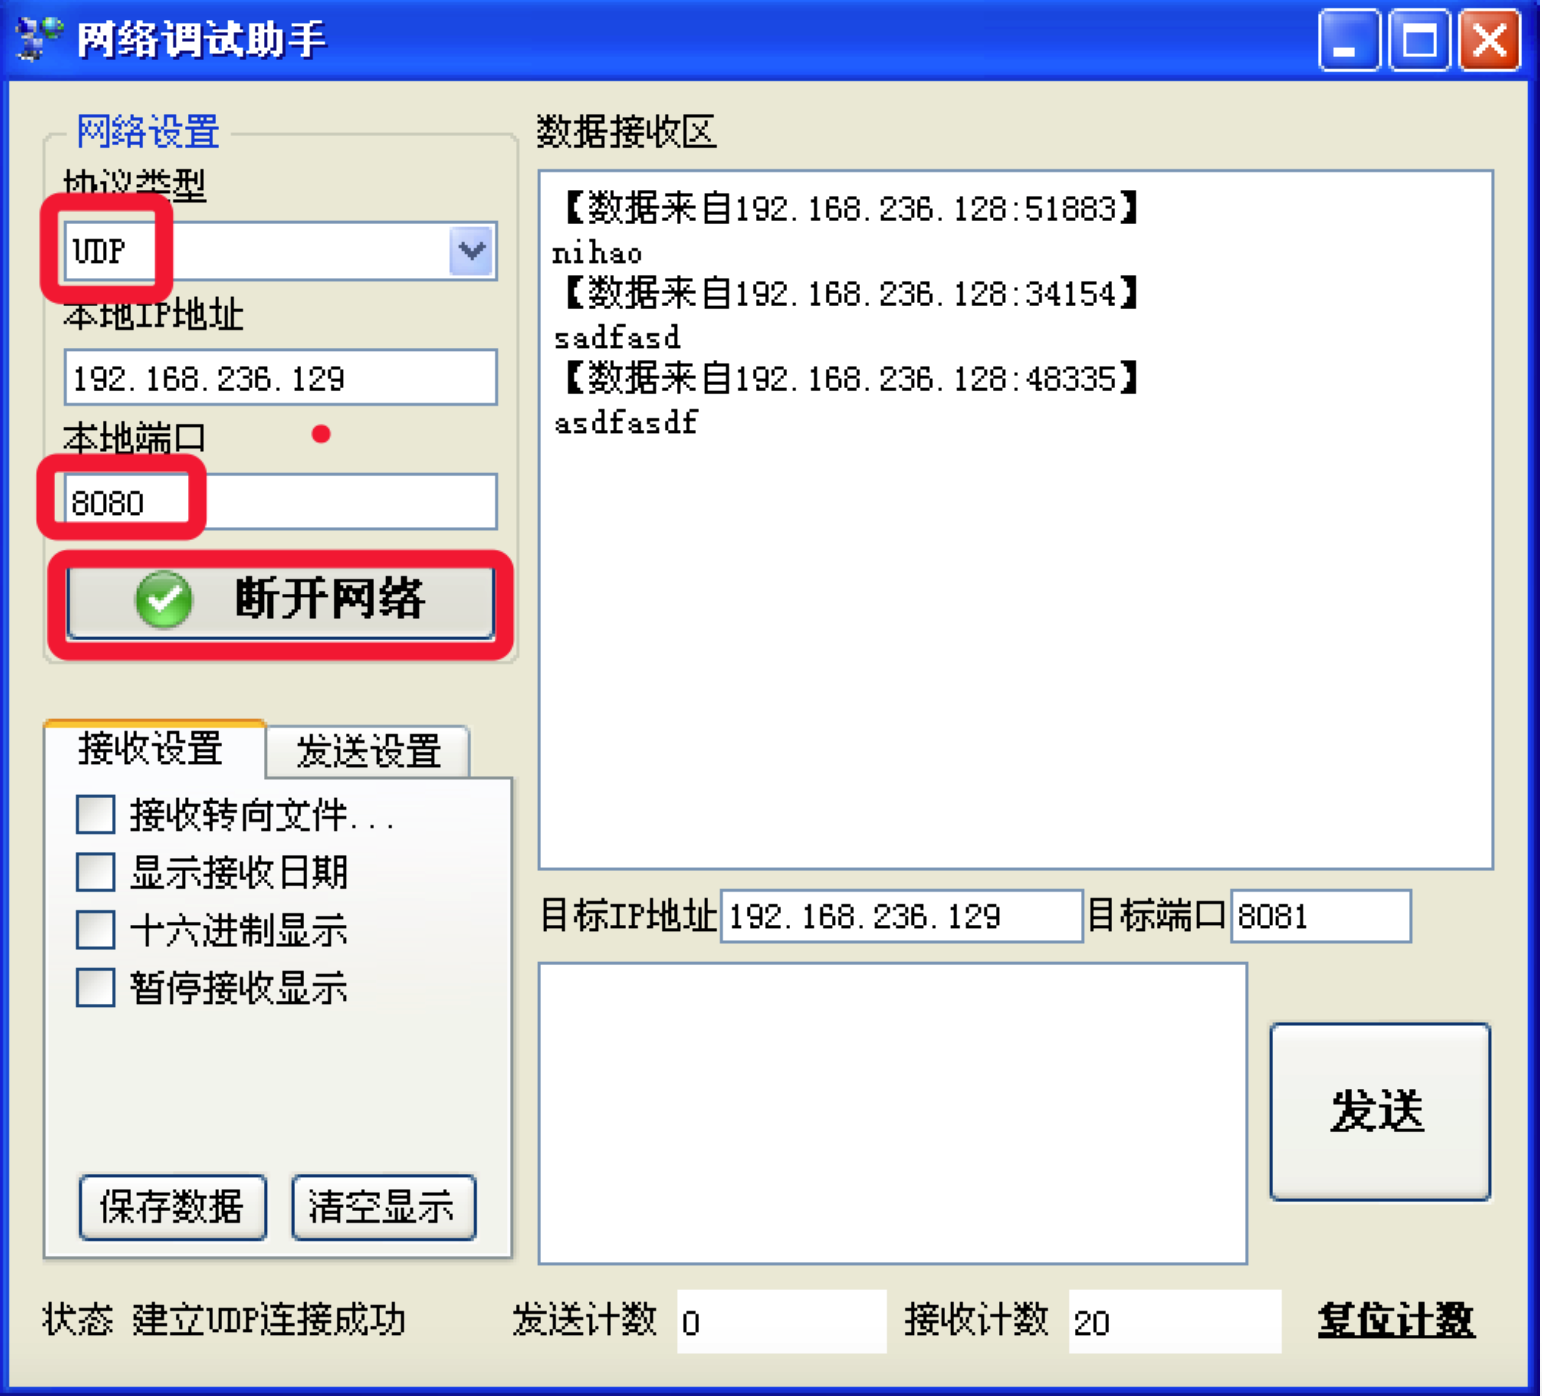 网络调试助手
网络设置
协议类型
UDP
本地IP地址
192.168.236.129
本地端口
8080
断开网络
接收设置 发送设置
接收转向文件...
显示接收日期
十六进制显示
暂停接收显示
保存数据 清空显示
数据接收区
【数据来自192.168.236.128:51883】
nihao
【数据来自192.168.236.128:34154】
sadfasd
【数据来自192.168.236.128:48335】
asdfasdf
目标IP地址 192.168.236.129 目标端口 8081
发送
状态 建立UDP连接成功 发送计数 0 接收计数 20 复位计数